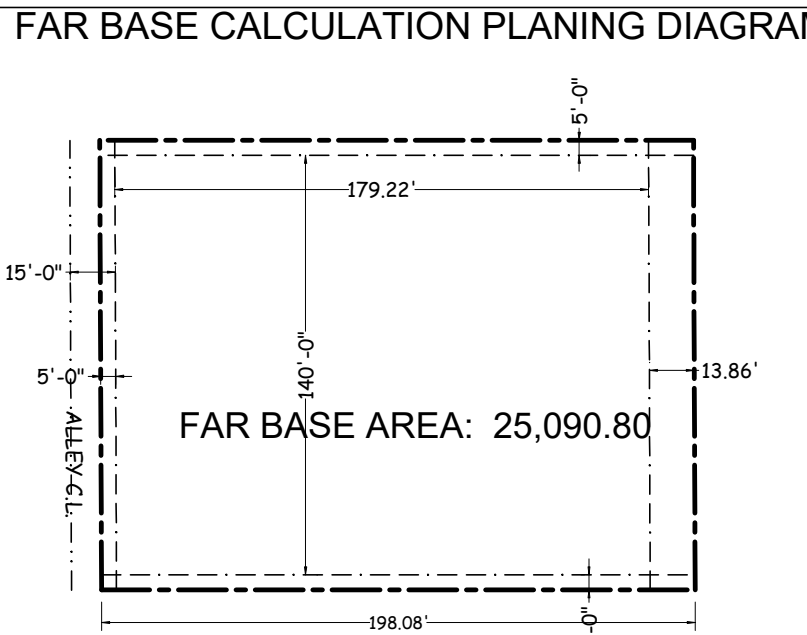 FAR BASE CALCULATION PLANING DIAGRAM
5'-0"
179.22'
15'-0"
140'-0"
5'-0"
13.86'
FAR BASE AREA: 25,090.80
ALLEY C.L.
-0"
198.08'